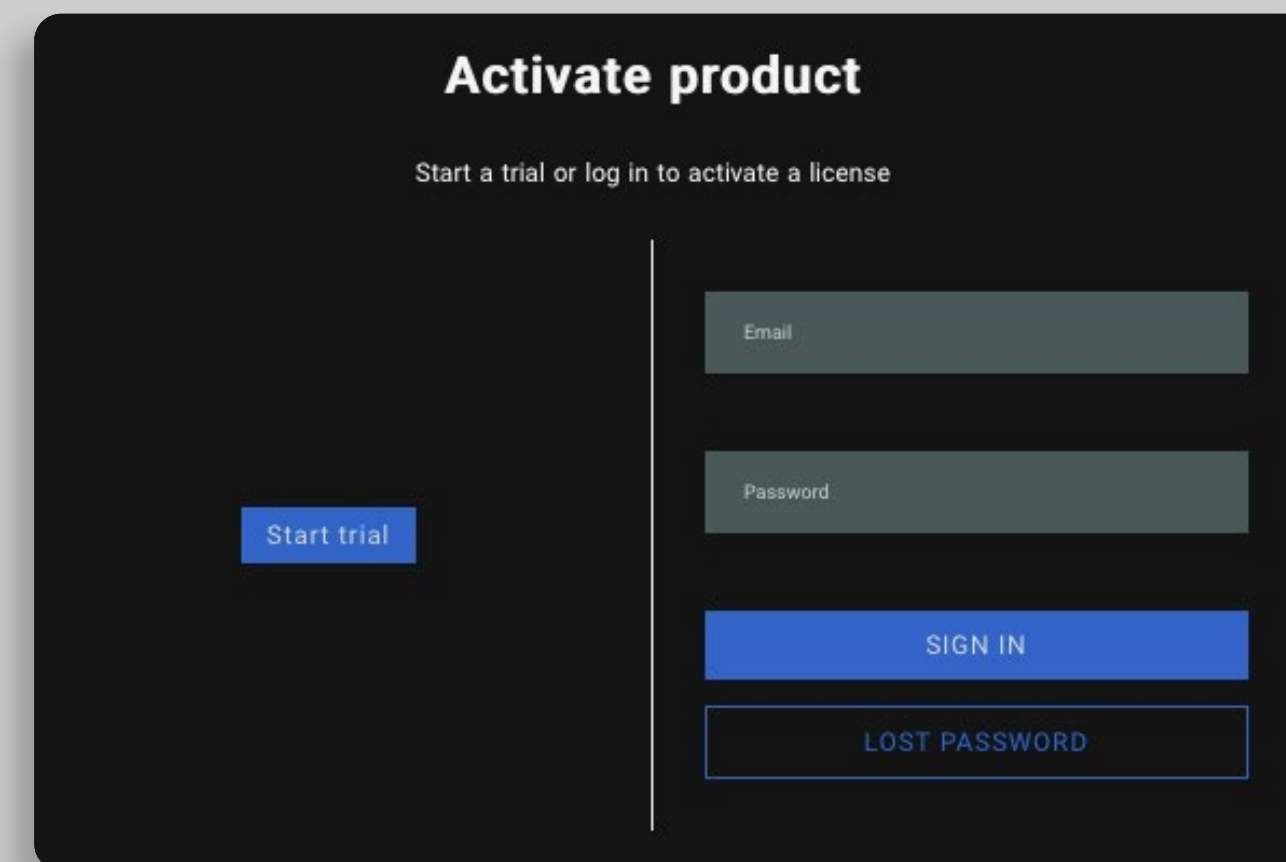 Activate product
Start a trial or log in to activate a license
Email
Password
Start trial
SIGN IN
LOST PASSWORD